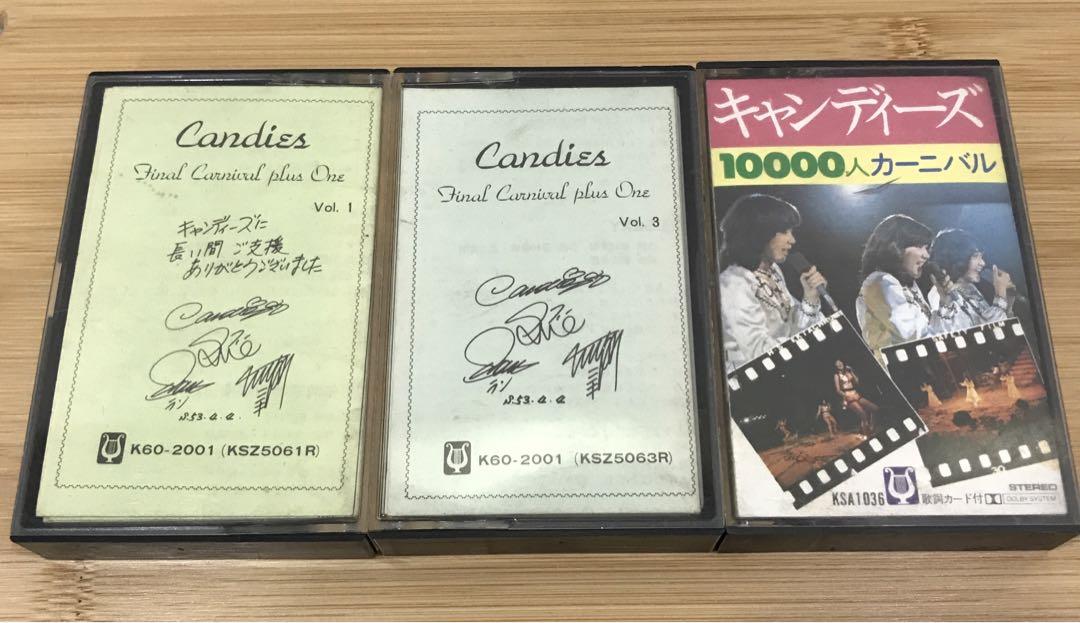 Candies
Final Carnival plus One
Vol. 1
キャンディーズに
長い間 ご支援
ありがとうございました
Candies
ラン
S.53.4.4.
K60-2001 (KSZ5061R)
Candies
Final Carnival plus One
Vol. 3
Candies
ラン
S.53.4.4
K60-2001 (KSZ5063R)
キャンディーズ
10000人カーニバル
KSA1036
歌詞カード付
STEREO
DOLBY SYSTEM